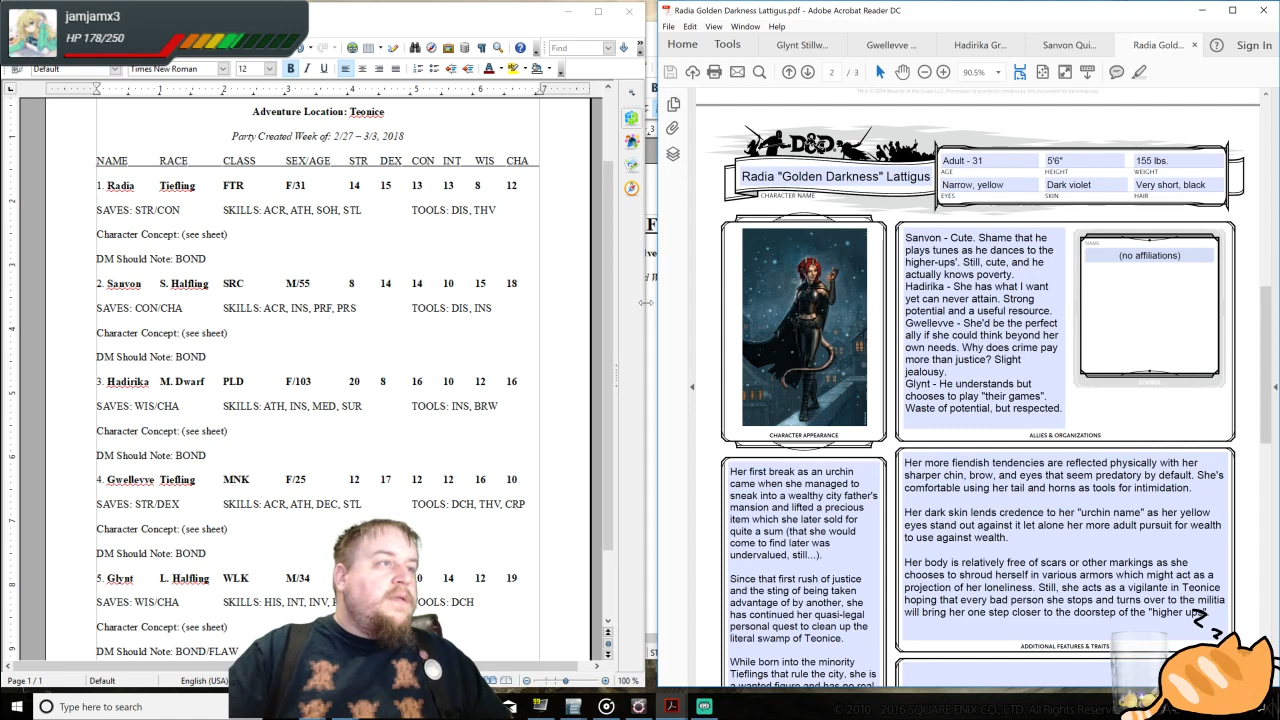 jamjamx3
HP 178/250
Find
Default
Times New Roman
12
Adventure Location: Teonice
Party Created Week of: 2/27 – 3/3, 2018
NAME RACE CLASS SEX/AGE STR DEX CON INT WIS CHA
1. Radia Tiefling FTR F/31 14 15 13 13 8 12
SAVES: STR/CON SKILLS: ACR, ATH, SOH, STL TOOLS: DIS, THV
Character Concept: (see sheet)
DM Should Note: BOND
2. Sanvon S. Halfling SRC M/55 8 14 14 10 15 18
SAVES: CON/CHA SKILLS: ACR, INS, PRF, PRS TOOLS: DIS, INS
Character Concept: (see sheet)
DM Should Note: BOND
3. Hadirika M. Dwarf PLD F/103 20 8 16 10 12 16
SAVES: WIS/CHA SKILLS: ATH, INS, MED, SUR TOOLS: INS, BRW
Character Concept: (see sheet)
DM Should Note: BOND
4. Gwellevve Tiefling MNK F/25 12 17 12 12 16 10
SAVES: STR/DEX SKILLS: ACR, ATH, DEC, STL TOOLS: DCH, THV, CRP
Character Concept: (see sheet)
DM Should Note: BOND
5. Glynt L. Halfling WLK M/34 0 14 12 19
SAVES: WIS/CHA SKILLS: HIS, INT, INV, TOOLS: DCH
Character Concept: (see sheet)
DM Should Note: BOND/FLAW
Page 1 / 1 Default English (USA) 100 %
Radia Golden Darkness Lattigus.pdf - Adobe Acrobat Reader DC
File Edit View Window Help
Home Tools Glynt Stillw... Gwellevve ... Hadirika Gr... Sanvon Qui... Radia Gold... Sign In
2 / 3 90.5%
D&D
Radia "Golden Darkness" Lattigus
CHARACTER NAME
Adult - 31 5'6" 155 lbs.
AGE HEIGHT WEIGHT
Narrow, yellow Dark violet Very short, black
EYES SKIN HAIR
CHARACTER APPEARANCE
Sanvon - Cute. Shame that he
plays tunes as he dances to the
higher-ups'. Still, cute, and he
actually knows poverty.
Hadirika - She has what I want
yet can never attain. Strong
potential and a useful resource.
Gwellevve - She'd be the perfect
ally if she could think beyond her
own needs. Why does crime pay
more than justice? Slight
jealousy.
Glynt - He understands but
chooses to play "their games".
Waste of potential, but respected.
NAME
(no affiliations)
SYMBOL
ALLIES & ORGANIZATIONS
Her first break as an urchin
came when she managed to
sneak into a wealthy city father's
mansion and lifted a precious
item which she later sold for
quite a sum (that she would
come to find later was
undervalued, still...).
Since that first rush of justice
and the sting of being taken
advantage of by another, she
has continued her quasi-legal
personal quest to clean up the
literal swamp of Teonice.
While born into the minority
Tieflings that rule the city, she is
a wanted figure and has no real
Her more fiendish tendencies are reflected physically with her
sharper chin, brow, and eyes that seem predatory by default. She's
comfortable using her tail and horns as tools for intimidation.
Her dark skin lends credence to her "urchin name" as her yellow
eyes stand out against it let alone her more adult pursuit for wealth
to use against wealth.
Her body is relatively free of scars or other markings as she
chooses to shroud herself in various armors which might act as a
projection of her loneliness. Still, she acts as a vigilante in Teonice
hoping that every bad person she stops and turns over to the militia
will bring her one step closer to the doorstep of the "higher ups".
ADDITIONAL FEATURES & TRAITS
z z z
Type here to search
© 2010 - 2016 SQUARE ENIX CO., LTD. All Rights Reserved.